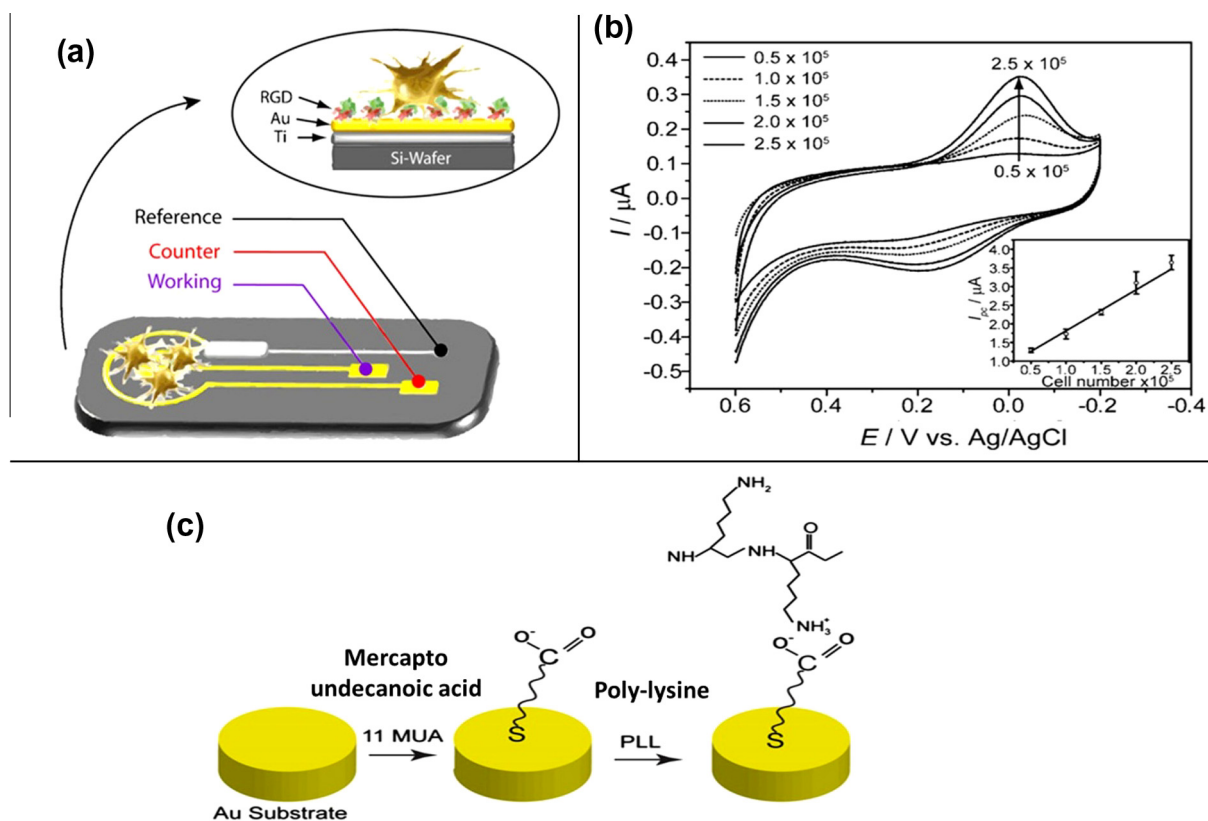 (a)
RGD
Au
Ti
Si-Wafer
Reference
Counter
Working
(b)
0.5 x 10⁵
1.0 x 10⁵
1.5 x 10⁵
2.0 x 10⁵
2.5 x 10⁵
2.5 x 10⁵
0.5 x 10⁵
I / μA
0.4
0.3
0.2
0.1
0.0
-0.1
-0.2
-0.3
-0.4
-0.5
0.6 0.4 0.2 0.0 -0.2 -0.4
E / V vs. Ag/AgCl
Ipc / μA
4.0
3.5
3.0
2.5
2.0
1.5
1.0
0.5 1.0 1.5 2.0 2.5
Cell number x10⁵
(c)
NH₂
NH
NH
O
NH₃⁺
O⁻
C
O
S
Mercapto
undecanoic acid
11 MUA
Au Substrate
Poly-lysine
PLL
O⁻
C
O
S